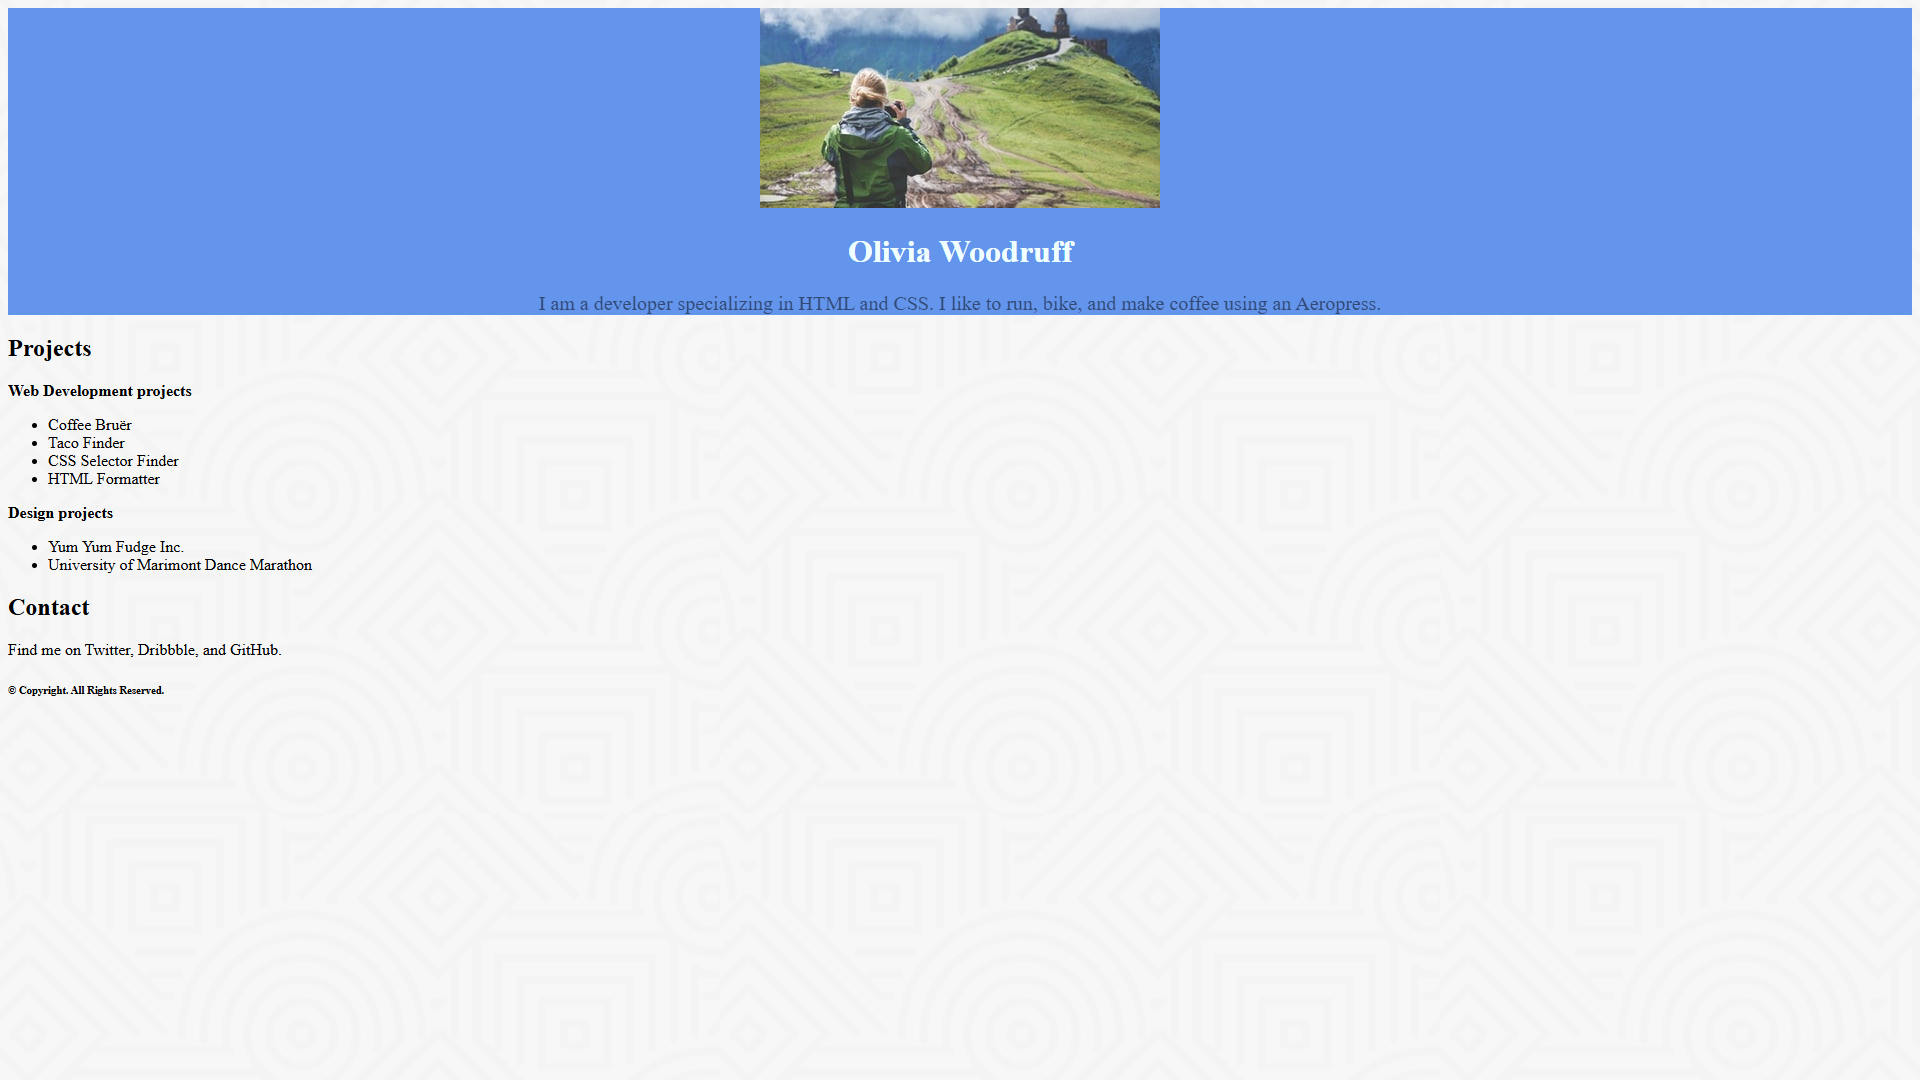 Olivia Woodruff
I am a developer specializing in HTML and CSS. I like to run, bike, and make coffee using an Aeropress.
Projects
Web Development projects
• Coffee Bruër
• Taco Finder
• CSS Selector Finder
• HTML Formatter
Design projects
• Yum Yum Fudge Inc.
• University of Marimont Dance Marathon
Contact
Find me on Twitter, Dribbble, and GitHub.
© Copyright. All Rights Reserved.